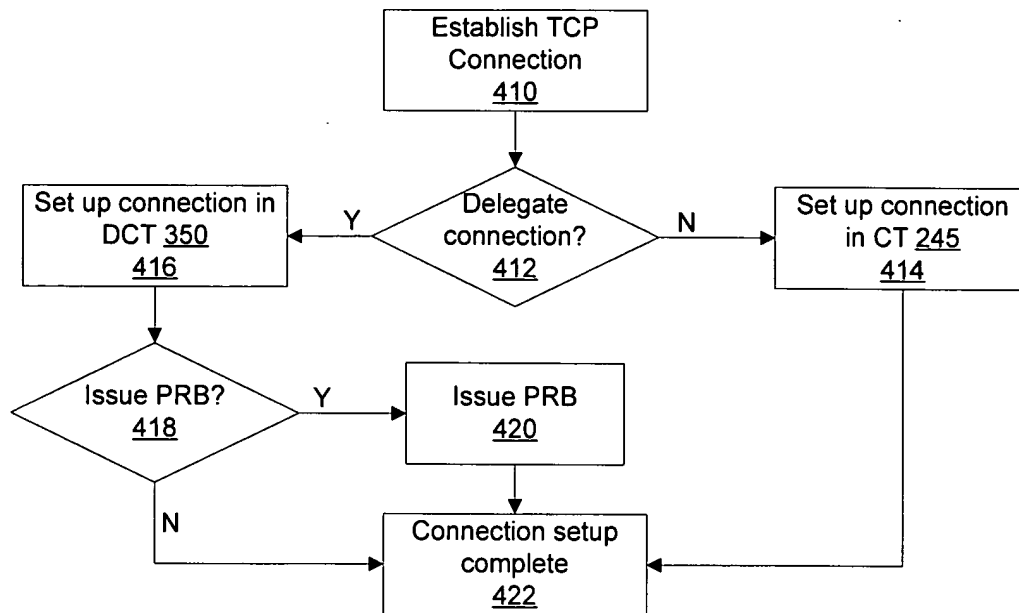 Establish TCP
Connection
410
Delegate
connection?
412
Y
N
Set up connection in
DCT 350
416
Set up connection
in CT 245
414
Issue PRB?
418
Y
Issue PRB
420
N
Connection setup
complete
422